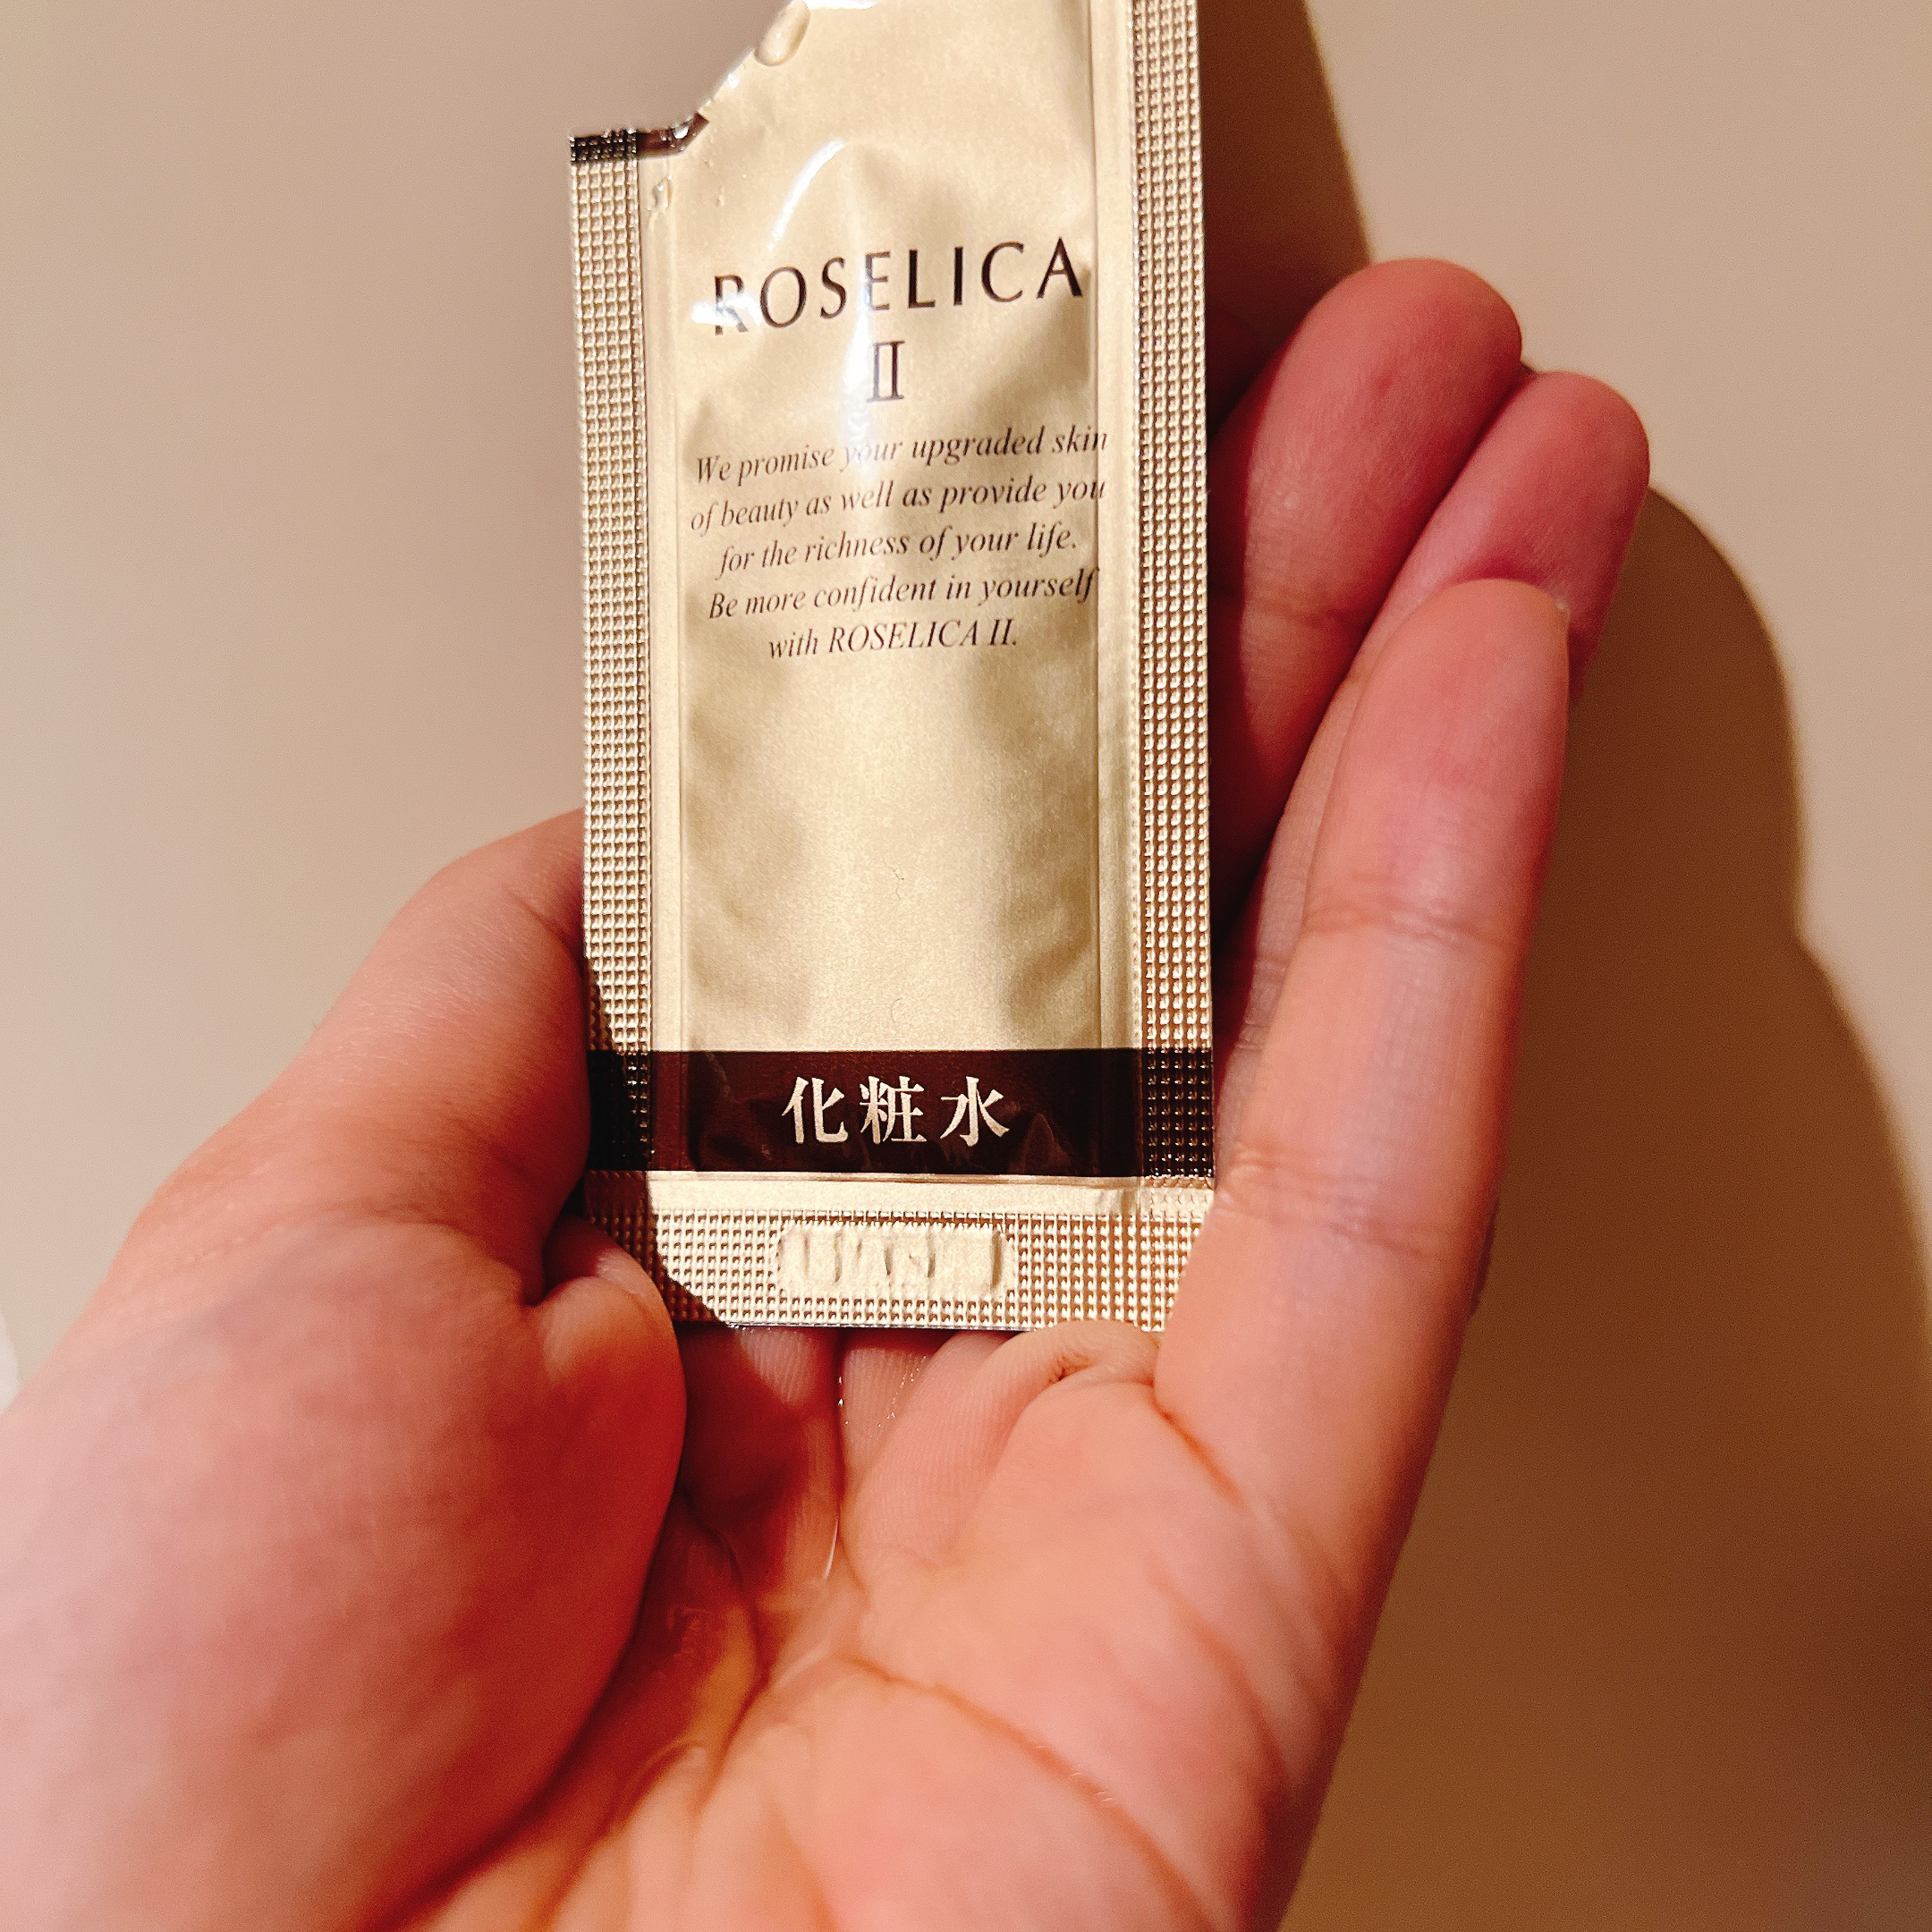 ROSELICA
II
We promise your upgraded skin
of beauty as well as provide you
for the richness of your life.
Be more confident in yourself
with ROSELICA II.
化粧水